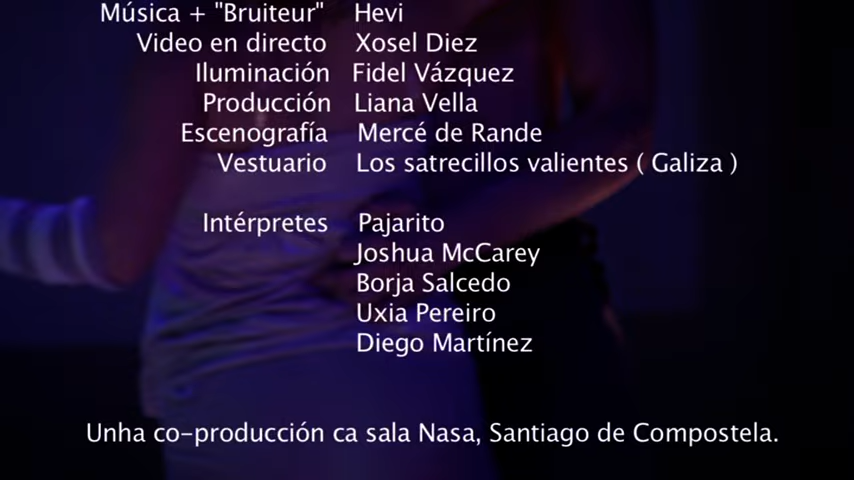 Música + "Bruiteur" Hevi
Video en directo Xosel Diez
Iluminación Fidel Vázquez
Producción Liana Vella
Escenografía Mercé de Rande
Vestuario Los satrecillos valientes ( Galiza )
Intérpretes Pajarito
Joshua McCarey
Borja Salcedo
Uxia Pereiro
Diego Martínez
Unha co-producción ca sala Nasa, Santiago de Compostela.